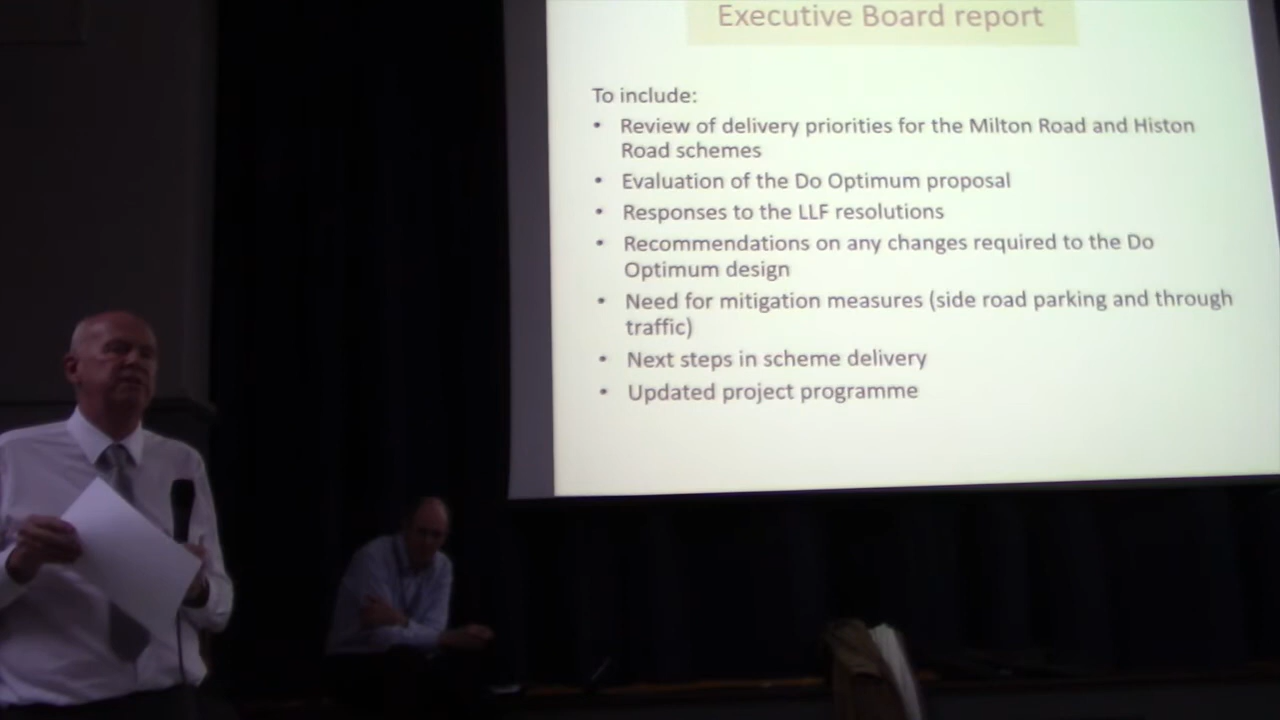 Executive Board report
To include:
• Review of delivery priorities for the Milton Road and Histon
Road schemes
• Evaluation of the Do Optimum proposal
• Responses to the LLF resolutions
• Recommendations on any changes required to the Do
Optimum design
• Need for mitigation measures (side road parking and through
traffic)
• Next steps in scheme delivery
• Updated project programme